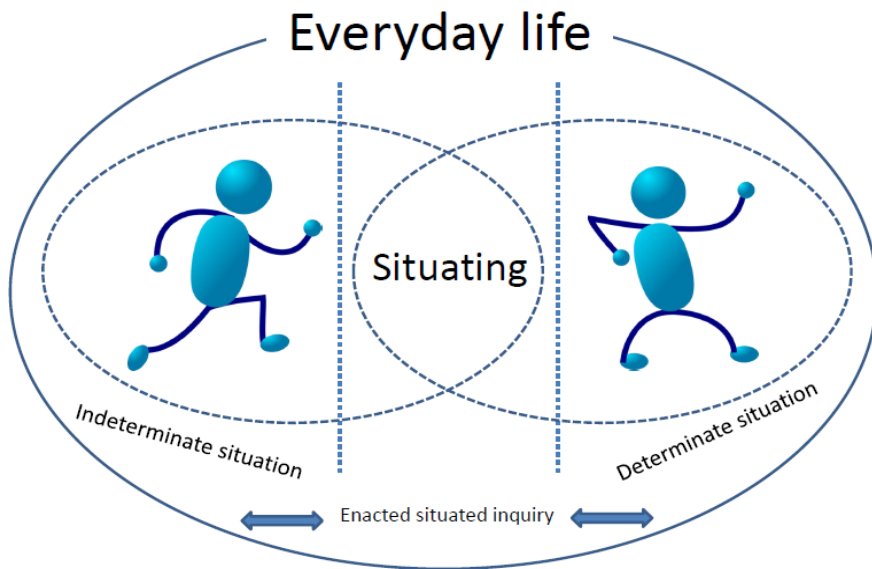 Everyday life
Situating
Indeterminate situation
Determinate situation
Enacted situated inquiry